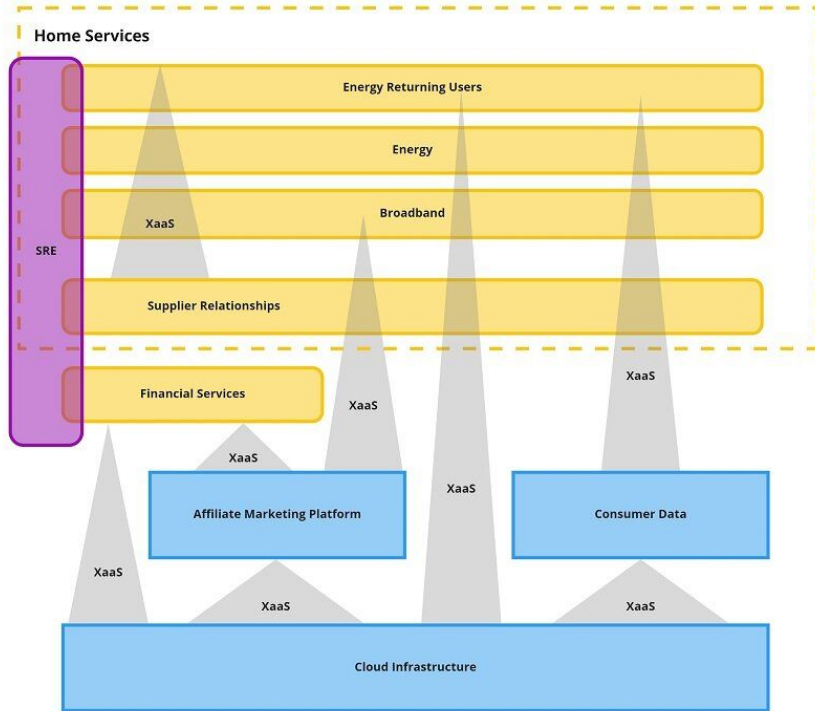 Home Services
Energy Returning Users
Energy
Broadband
XaaS
SRE
Supplier Relationships
XaaS
Financial Services
XaaS
XaaS
XaaS
XaaS
Affiliate Marketing Platform
Consumer Data
XaaS
XaaS
XaaS
Cloud Infrastructure